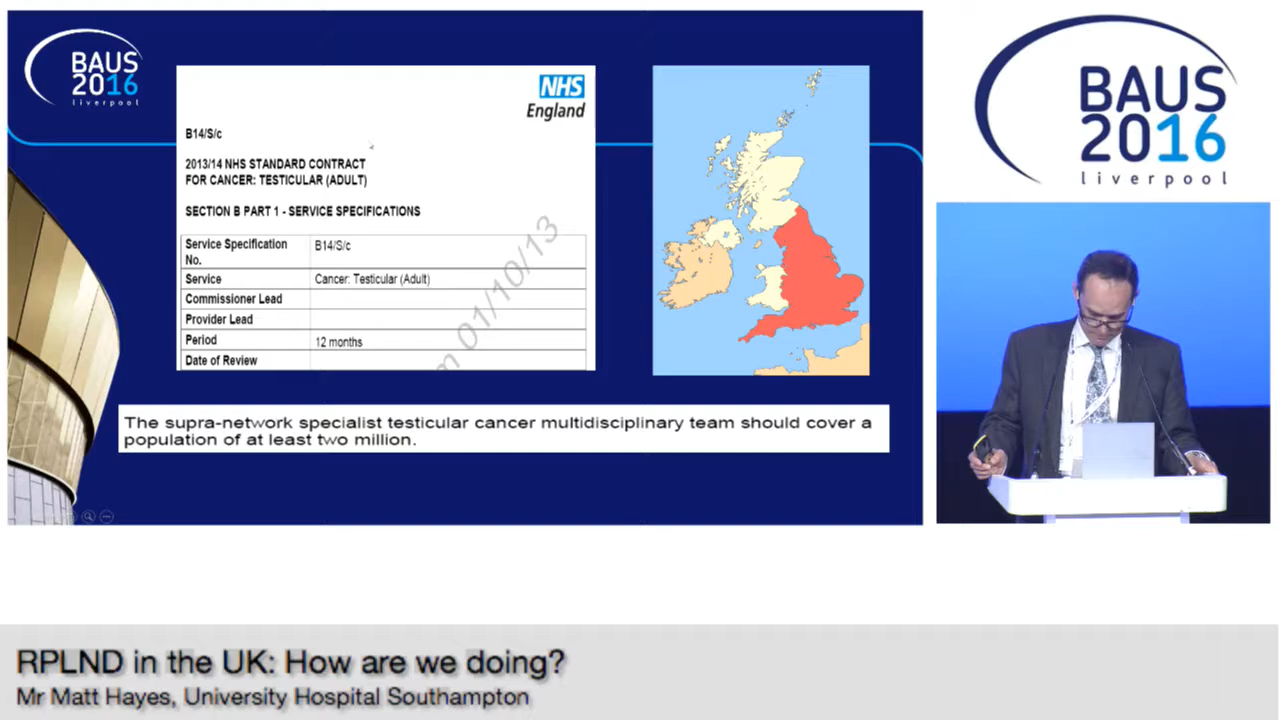 BAUS
2016
liverpool
NHS
England
B14/S/c
2013/14 NHS STANDARD CONTRACT
FOR CANCER: TESTICULAR (ADULT)
SECTION B PART 1 - SERVICE SPECIFICATIONS
Service Specification No. B14/S/c
Service Cancer: Testicular (Adult)
Commissioner Lead
Provider Lead
Period 12 months
Date of Review
01/10/13
The supra-network specialist testicular cancer multidisciplinary team should cover a
population of at least two million.
BAUS
2016
liverpool
RPLND in the UK: How are we doing?
Mr Matt Hayes, University Hospital Southampton